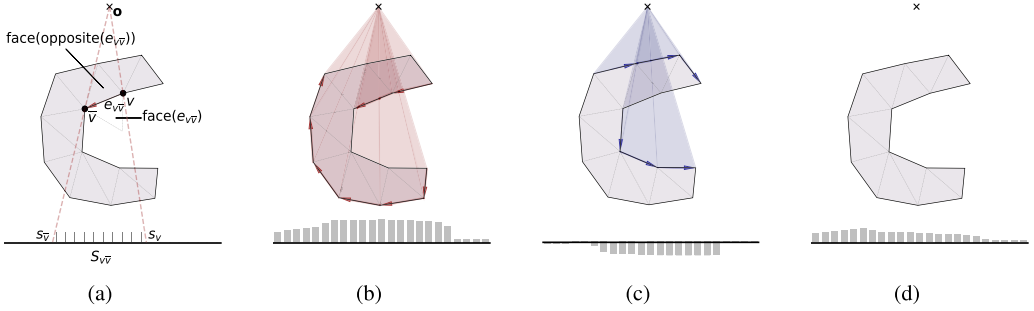 o
face(opposite(e_{vv̅}))
v
e_{vv̅}
v̅
face(e_{vv̅})
s_{v̅}
s_v
S_{vv̅}
(a) (b) (c) (d)